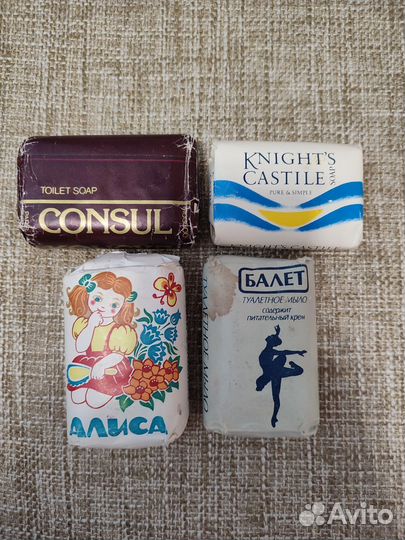 TOILET SOAP
CONSUL
KNIGHT'S
CASTILE
SOAP
PURE & SIMPLE
АЛИСА
БАЛЕТ
ТУАЛЕТНОЕ МЫЛО
СОДЕРЖИТ
ПИТАТЕЛЬНЫЙ КРЕМ
Avito